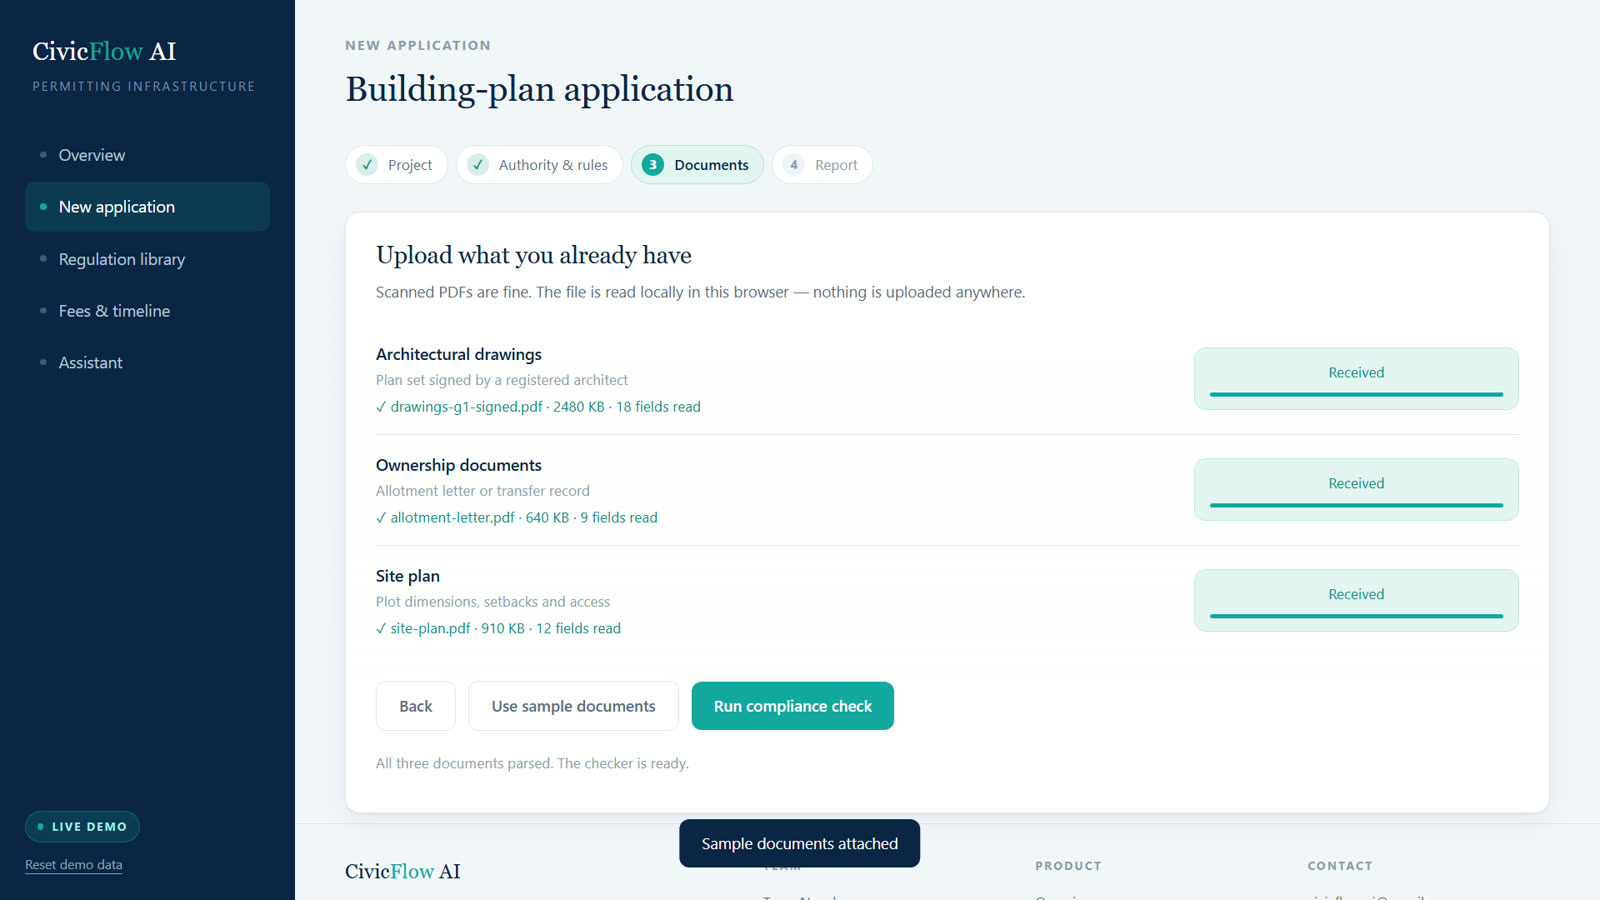 CivicFlow AI
PERMITTING INFRASTRUCTURE
Overview
New application
Regulation library
Fees & timeline
Assistant
LIVE DEMO
Reset demo data
NEW APPLICATION
Building-plan application
✓ Project
✓ Authority & rules
3 Documents
4 Report
Upload what you already have
Scanned PDFs are fine. The file is read locally in this browser — nothing is uploaded anywhere.
Architectural drawings
Plan set signed by a registered architect
✓ drawings-g1-signed.pdf · 2480 KB · 18 fields read
Received
Ownership documents
Allotment letter or transfer record
✓ allotment-letter.pdf · 640 KB · 9 fields read
Received
Site plan
Plot dimensions, setbacks and access
✓ site-plan.pdf · 910 KB · 12 fields read
Received
Back
Use sample documents
Run compliance check
All three documents parsed. The checker is ready.
Sample documents attached
CivicFlow AI
TEAM
PRODUCT
CONTACT